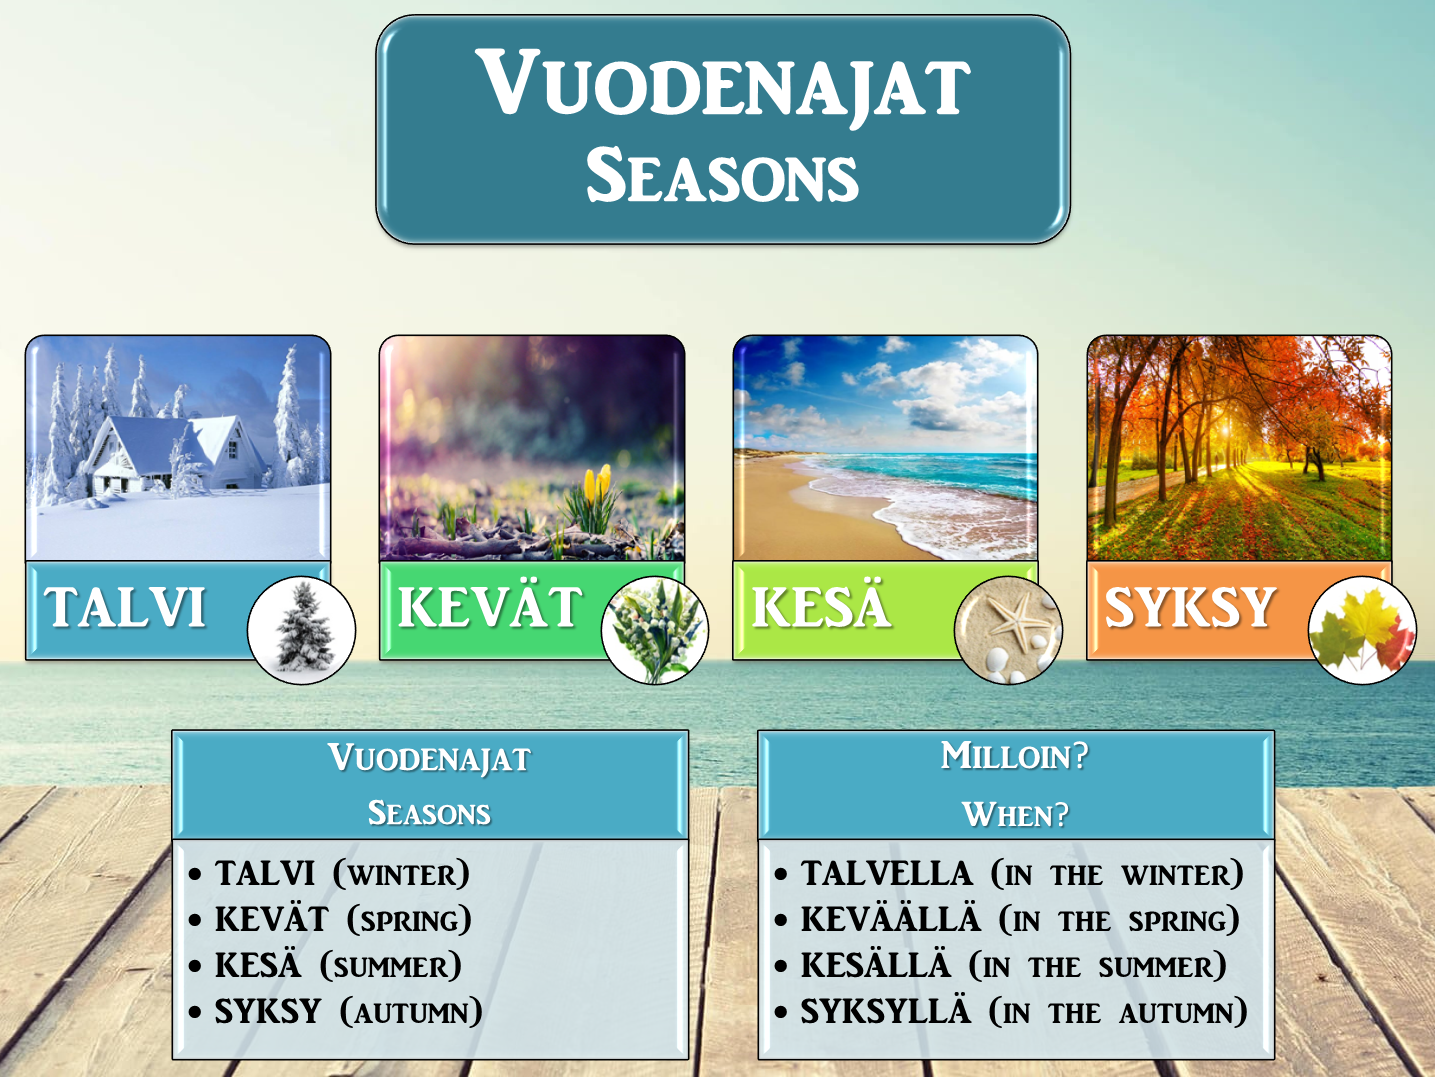 Vuodenajat
Seasons
TALVI
KEVÄT
KESÄ
SYKSY
Vuodenajat
Seasons
• TALVI (winter)
• KEVÄT (spring)
• KESÄ (summer)
• SYKSY (autumn)
Milloin?
When?
• TALVELLA (in the winter)
• KEVÄÄLLÄ (in the spring)
• KESÄLLÄ (in the summer)
• SYKSYLLÄ (in the autumn)